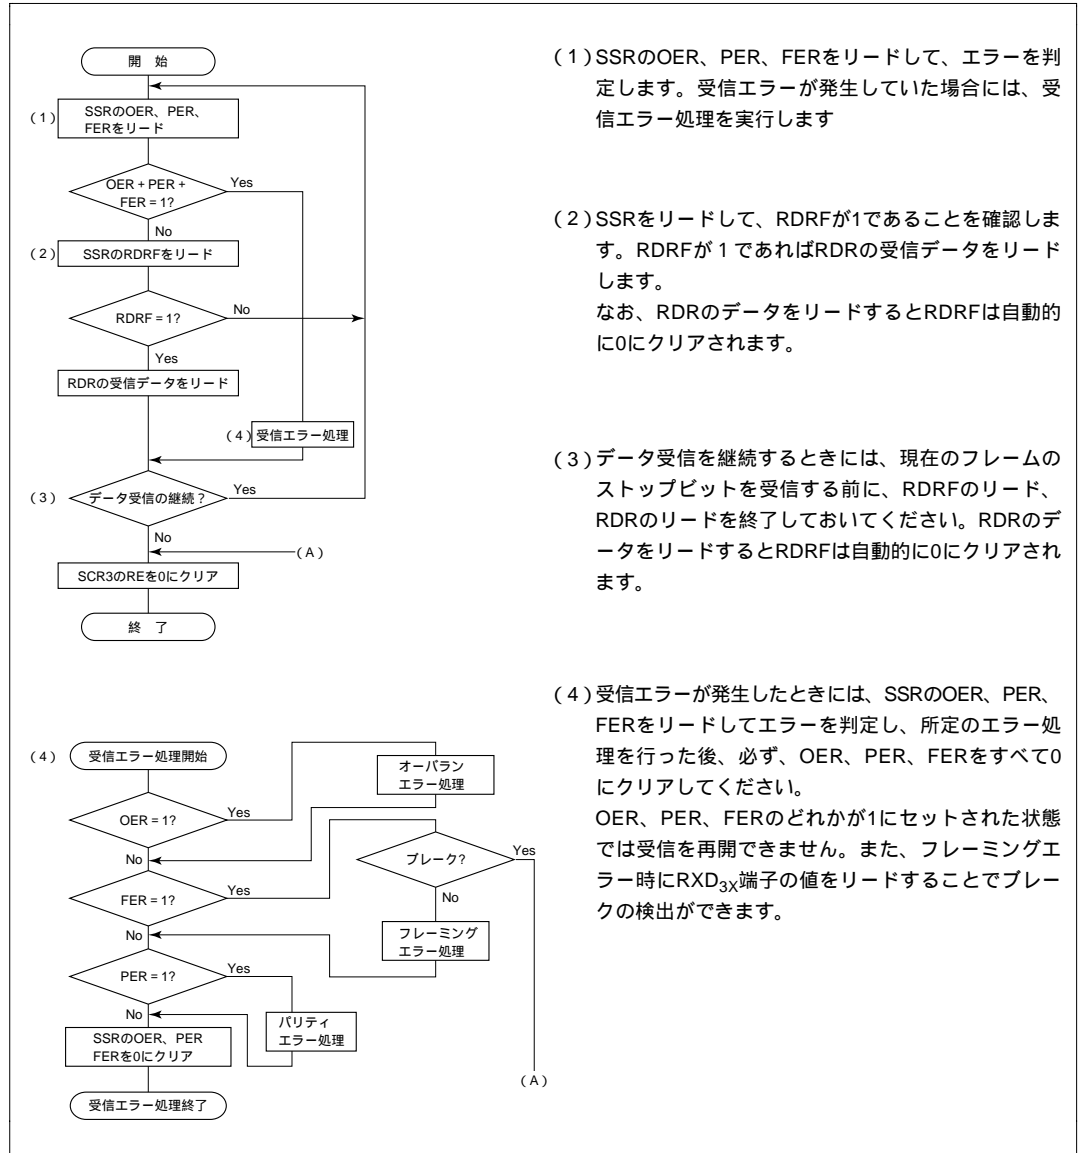 開 始
(1)
SSRのOER、PER、
FERをリード
OER + PER +
FER = 1?
Yes
No
(2)
SSRのRDRFをリード
RDRF = 1?
No
Yes
RDRの受信データをリード
(4)
受信エラー処理
(3)
データ受信の継続?
Yes
No
(A)
SCR3のREを0にクリア
終 了
(1)SSRのOER、PER、FERをリードして、エラーを判
定します。受信エラーが発生していた場合には、受
信エラー処理を実行します
(2)SSRをリードして、RDRFが1であることを確認しま
す。RDRFが1であればRDRの受信データをリード
します。
なお、RDRのデータをリードするとRDRFは自動的
に0にクリアされます。
(3)データ受信を継続するときには、現在のフレームの
ストップビットを受信する前に、RDRFのリード、
RDRのリードを終了しておいてください。RDRのデ
ータをリードするとRDRFは自動的に0にクリアされ
ます。
(4)
受信エラー処理開始
OER = 1?
Yes
オーバラン
エラー処理
No
FER = 1?
Yes
ブレーク?
Yes
No
フレーミング
エラー処理
No
PER = 1?
Yes
パリティ
エラー処理
No
SSRのOER、PER
FERを0にクリア
(A)
受信エラー処理終了
(4)受信エラーが発生したときには、SSRのOER、PER、
FERをリードしてエラーを判定し、所定のエラー処
理を行った後、必ず、OER、PER、FERをすべて0
にクリアしてください。
OER、PER、FERのどれかが1にセットされた状態
では受信を再開できません。また、フレーミングエ
ラー時にRXD3X端子の値をリードすることでブレー
クの検出ができます。